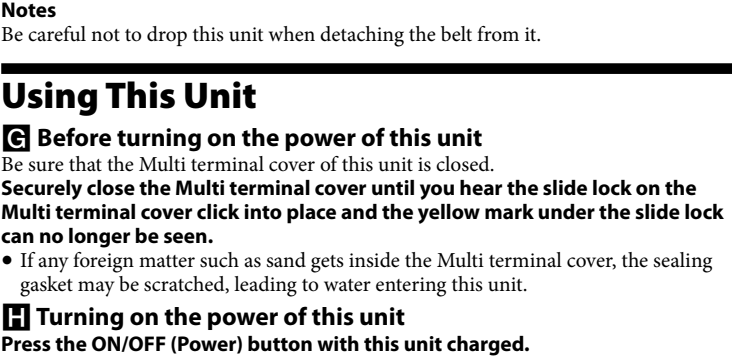 Notes
Be careful not to drop this unit when detaching the belt from it.
Using This Unit
G Before turning on the power of this unit
Be sure that the Multi terminal cover of this unit is closed.
Securely close the Multi terminal cover until you hear the slide lock on the
Multi terminal cover click into place and the yellow mark under the slide lock
can no longer be seen.
• If any foreign matter such as sand gets inside the Multi terminal cover, the sealing
gasket may be scratched, leading to water entering this unit.
H Turning on the power of this unit
Press the ON/OFF (Power) button with this unit charged.